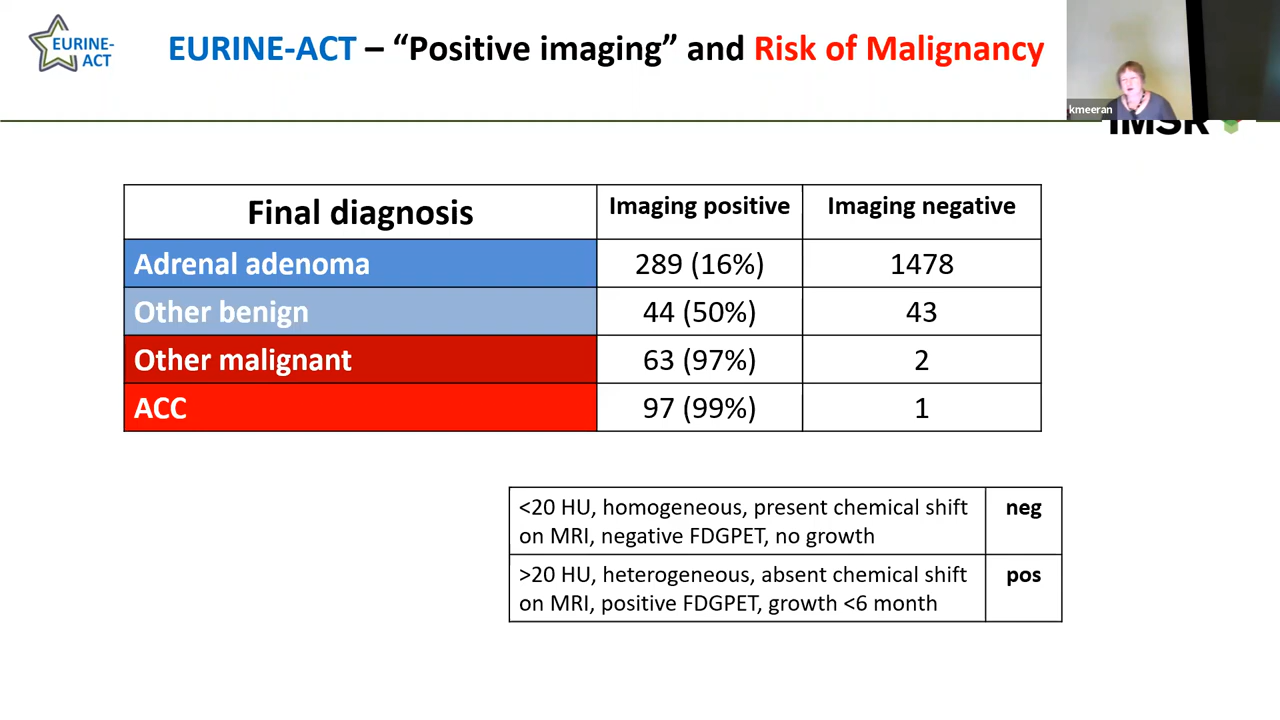 EURINE-
ACT
EURINE-ACT – “Positive imaging” and Risk of Malignancy
kmeeran
IMSR
Final diagnosis Imaging positive Imaging negative
Adrenal adenoma 289 (16%) 1478
Other benign 44 (50%) 43
Other malignant 63 (97%) 2
ACC 97 (99%) 1
<20 HU, homogeneous, present chemical shift neg
on MRI, negative FDGPET, no growth
>20 HU, heterogeneous, absent chemical shift pos
on MRI, positive FDGPET, growth <6 month